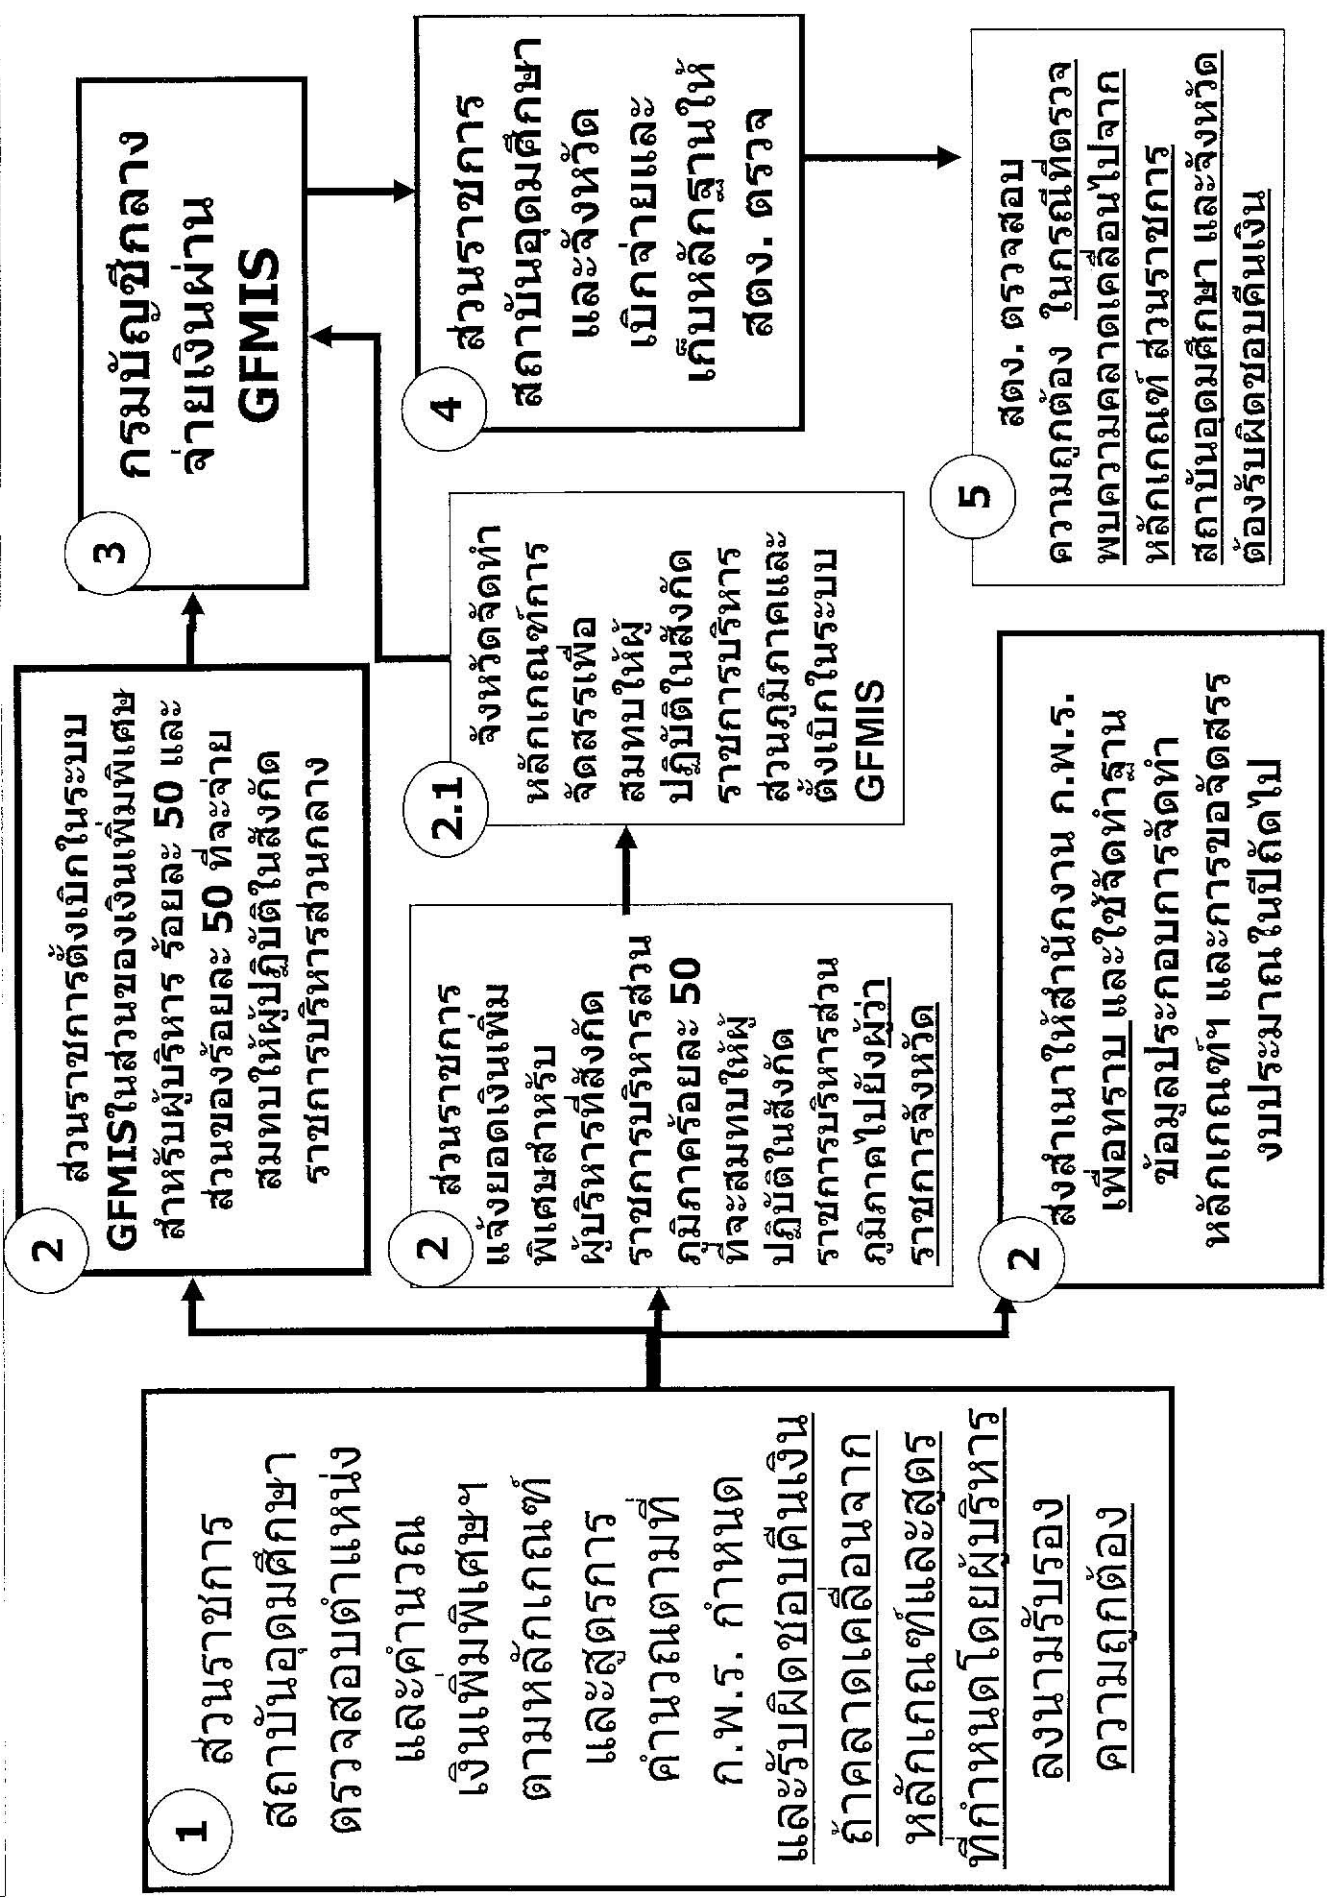 1
ส่วนราชการ
สถาบันอุดมศึกษา
ตรวจสอบตำแหน่ง
และคำนวณ
เงินเพิ่มพิเศษฯ
ตามหลักเกณฑ์
และสูตรการ
คำนวณตามที่
ก.พ.ร. กำหนด
และรับผิดชอบคืนเงิน
ถ้าคลาดเคลื่อนจาก
หลักเกณฑ์และสูตร
ที่กำหนดโดยผู้บริหาร
ลงนามรับรอง
ความถูกต้อง
2
ส่วนราชการตั้งเบิกในระบบ
GFMISในส่วนของเงินเพิ่มพิเศษ
สำหรับผู้บริหาร ร้อยละ 50 และ
ส่วนของร้อยละ 50 ที่จะจ่าย
สมทบให้ผู้ปฏิบัติในสังกัด
ราชการบริหารส่วนกลาง
2
ส่วนราชการ
แจ้งยอดเงินเพิ่ม
พิเศษสำหรับ
ผู้บริหารที่สังกัด
ราชการบริหารส่วน
ภูมิภาคร้อยละ 50
ที่จะสมทบให้ผู้
ปฏิบัติในสังกัด
ราชการบริหารส่วน
ภูมิภาคไปยังผู้ว่า
ราชการจังหวัด
2
ส่งสำเนาให้สำนักงาน ก.พ.ร.
เพื่อทราบ และใช้จัดทำฐาน
ข้อมูลประกอบการจัดทำ
หลักเกณฑ์ฯ และการขอจัดสรร
งบประมาณในปีถัดไป
2.1
จังหวัดจัดทำ
หลักเกณฑ์การ
จัดสรรเพื่อ
สมทบให้ผู้
ปฏิบัติในสังกัด
ราชการบริหาร
ส่วนภูมิภาคและ
ตั้งเบิกในระบบ
GFMIS
3
กรมบัญชีกลาง
จ่ายเงินผ่าน
GFMIS
4
ส่วนราชการ
สถาบันอุดมศึกษา
และจังหวัด
เบิกจ่ายและ
เก็บหลักฐานให้
สตง. ตรวจ
5
สตง. ตรวจสอบ
ความถูกต้อง ในกรณีที่ตรวจ
พบความคลาดเคลื่อนไปจาก
หลักเกณฑ์ ส่วนราชการ
สถาบันอุดมศึกษา และจังหวัด
ต้องรับผิดชอบคืนเงิน